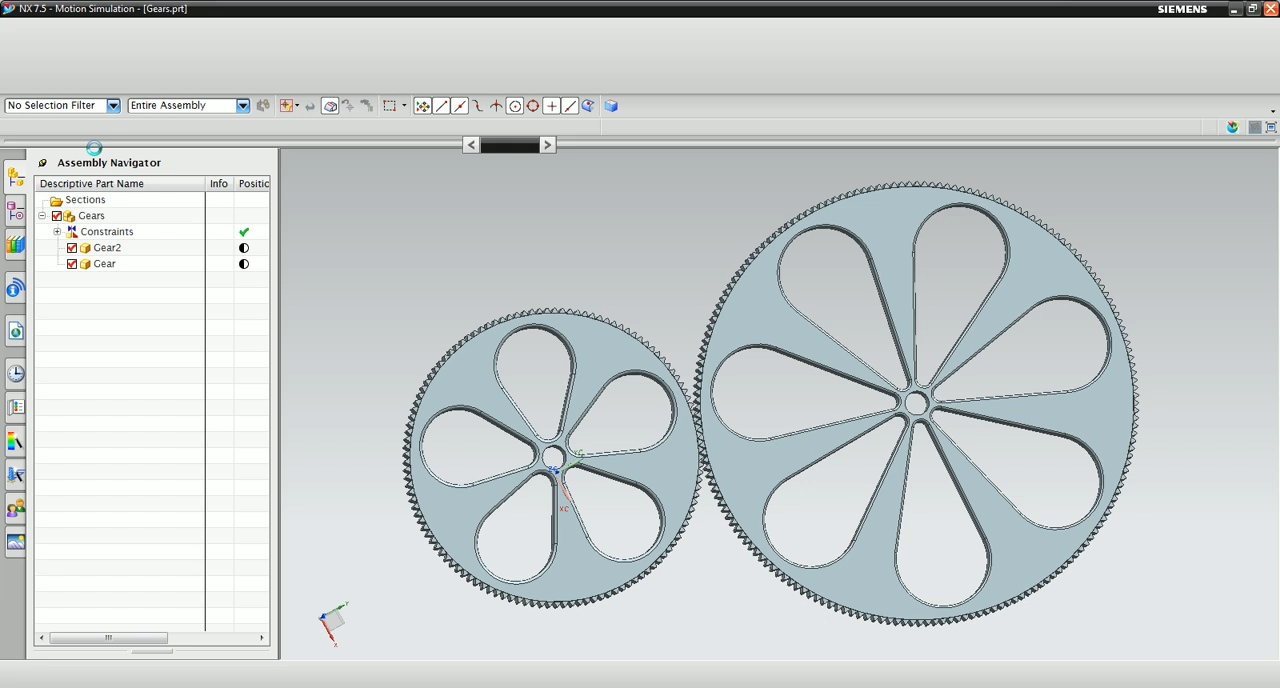 NX 7.5 - Motion Simulation - [Gears.prt]
SIEMENS
No Selection Filter
Entire Assembly
Assembly Navigator
Descriptive Part Name Info Positic
Sections
Gears
Constraints
Gear2
Gear
XC
X